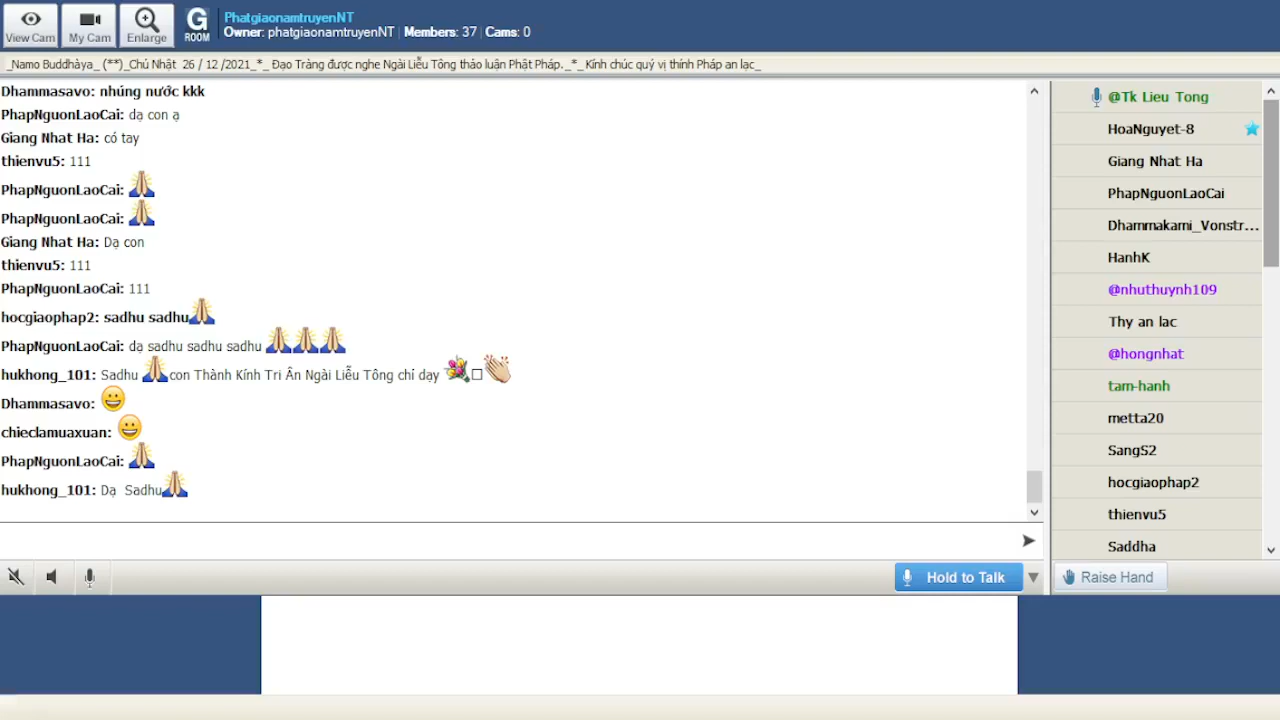 View Cam
My Cam
Enlarge
G ROOM
PhatgiaonamtruyenNT
Owner: phatgiaonamtruyenNT | Members: 37 | Cams: 0
_Namo Buddhàya_ (**)_Chủ Nhật 26 / 12 /2021_*_ Đạo Tràng được nghe Ngài Liễu Tông thảo luận Phật Pháp._*_Kính chúc quý vị thính Pháp an lạc_
Dhammasavo: nhúng nước kkk
PhapNguonLaoCai: dạ con ạ
Giang Nhat Ha: có tay
thienvu5: 111
PhapNguonLaoCai:
PhapNguonLaoCai:
Giang Nhat Ha: Dạ con
thienvu5: 111
PhapNguonLaoCai: 111
hocgiaophap2: sadhu sadhu
PhapNguonLaoCai: dạ sadhu sadhu sadhu
hukhong_101: Sadhu con Thành Kính Tri Ân Ngài Liễu Tông chỉ dạy
Dhammasavo:
chieclamuaxuan:
PhapNguonLaoCai:
hukhong_101: Dạ Sadhu
Hold to Talk
@Tk Lieu Tong
HoaNguyet-8
Giang Nhat Ha
PhapNguonLaoCai
Dhammakami_Vonstr...
HanhK
@nhuthuynh109
Thy an lac
@hongnhat
tam-hanh
metta20
SangS2
hocgiaophap2
thienvu5
Saddha
Raise Hand